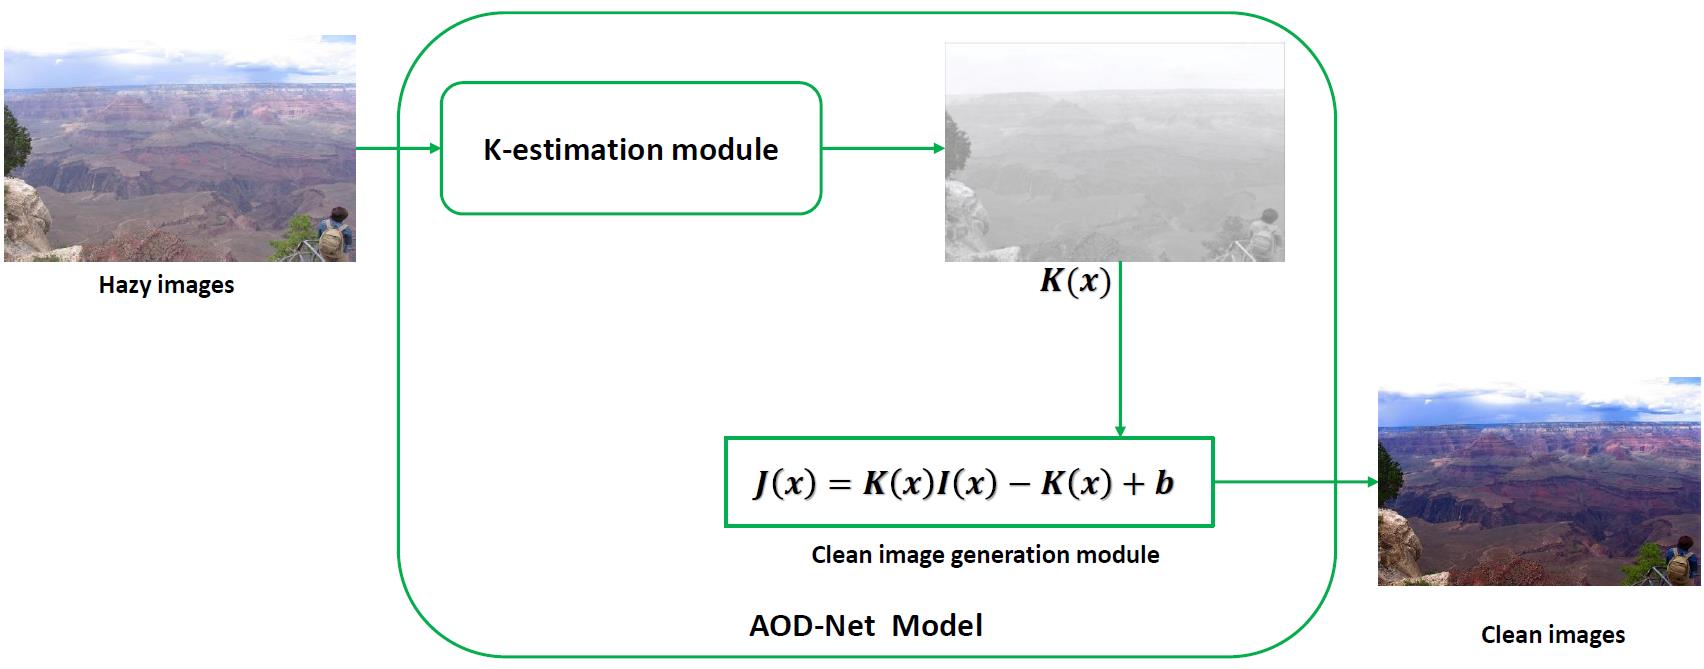 K-estimation module
Hazy images
K(x)
J(x) = K(x)I(x) − K(x) + b
Clean image generation module
AOD-Net Model
Clean images